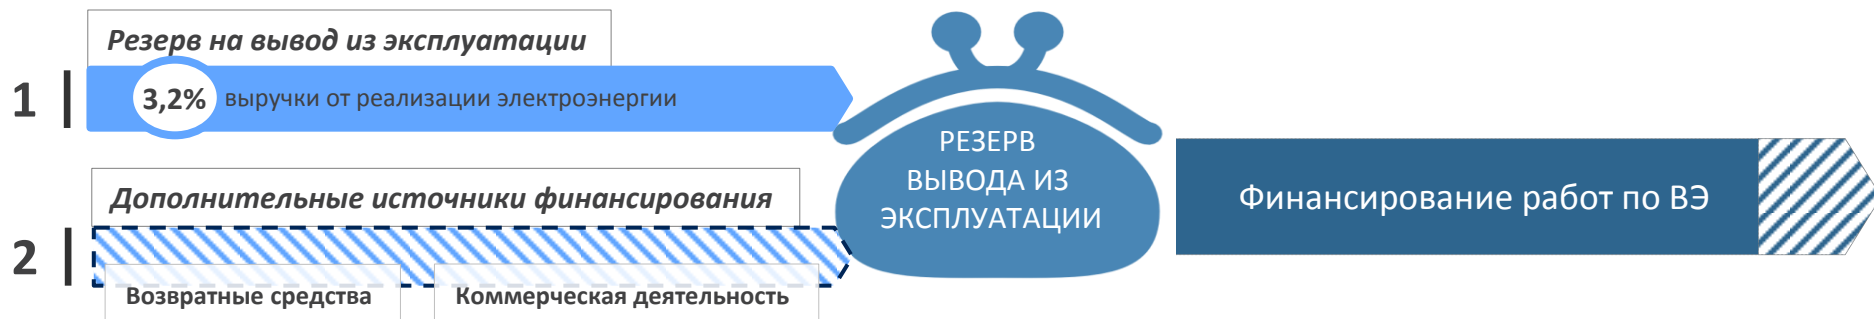 1
Резерв на вывод из эксплуатации
3,2% выручки от реализации электроэнергии
2
Дополнительные источники финансирования
Возвратные средства
Коммерческая деятельность
РЕЗЕРВ
ВЫВОДА ИЗ
ЭКСПЛУАТАЦИИ
Финансирование работ по ВЭ